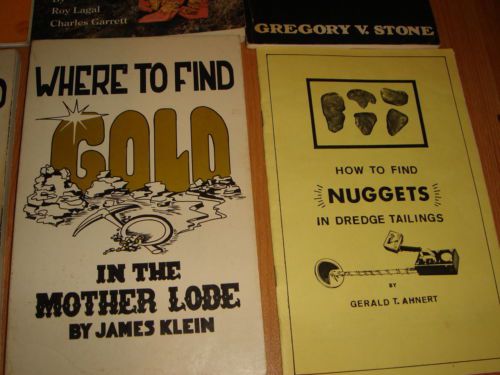 By
Roy Lagal
Charles Garrett
GREGORY V. STONE
WHERE TO FIND
GOLD
IN THE
MOTHER LODE
BY JAMES KLEIN
HOW TO FIND
NUGGETS
IN DREDGE TAILINGS
BY
GERALD T. AHNERT